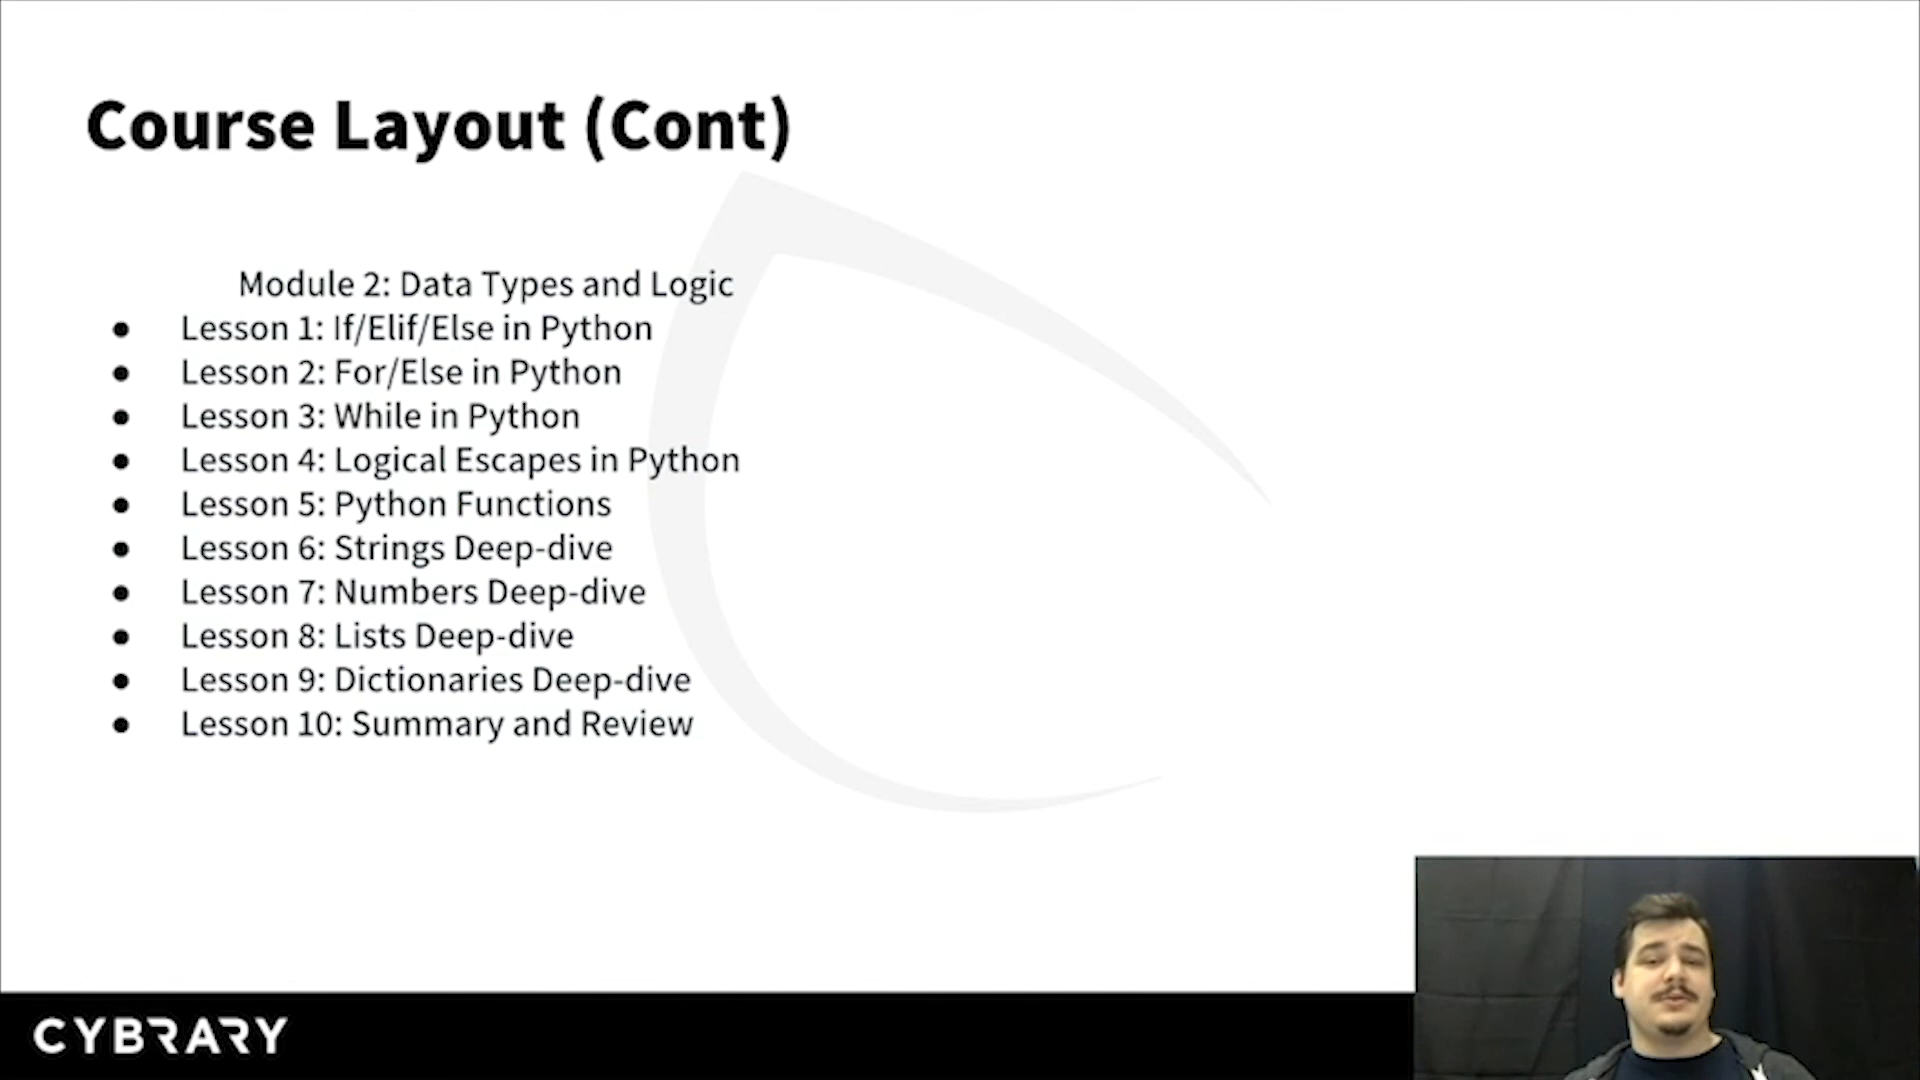 Course Layout (Cont)
Module 2: Data Types and Logic
● Lesson 1: If/Elif/Else in Python
● Lesson 2: For/Else in Python
● Lesson 3: While in Python
● Lesson 4: Logical Escapes in Python
● Lesson 5: Python Functions
● Lesson 6: Strings Deep-dive
● Lesson 7: Numbers Deep-dive
● Lesson 8: Lists Deep-dive
● Lesson 9: Dictionaries Deep-dive
● Lesson 10: Summary and Review
CYBRARY